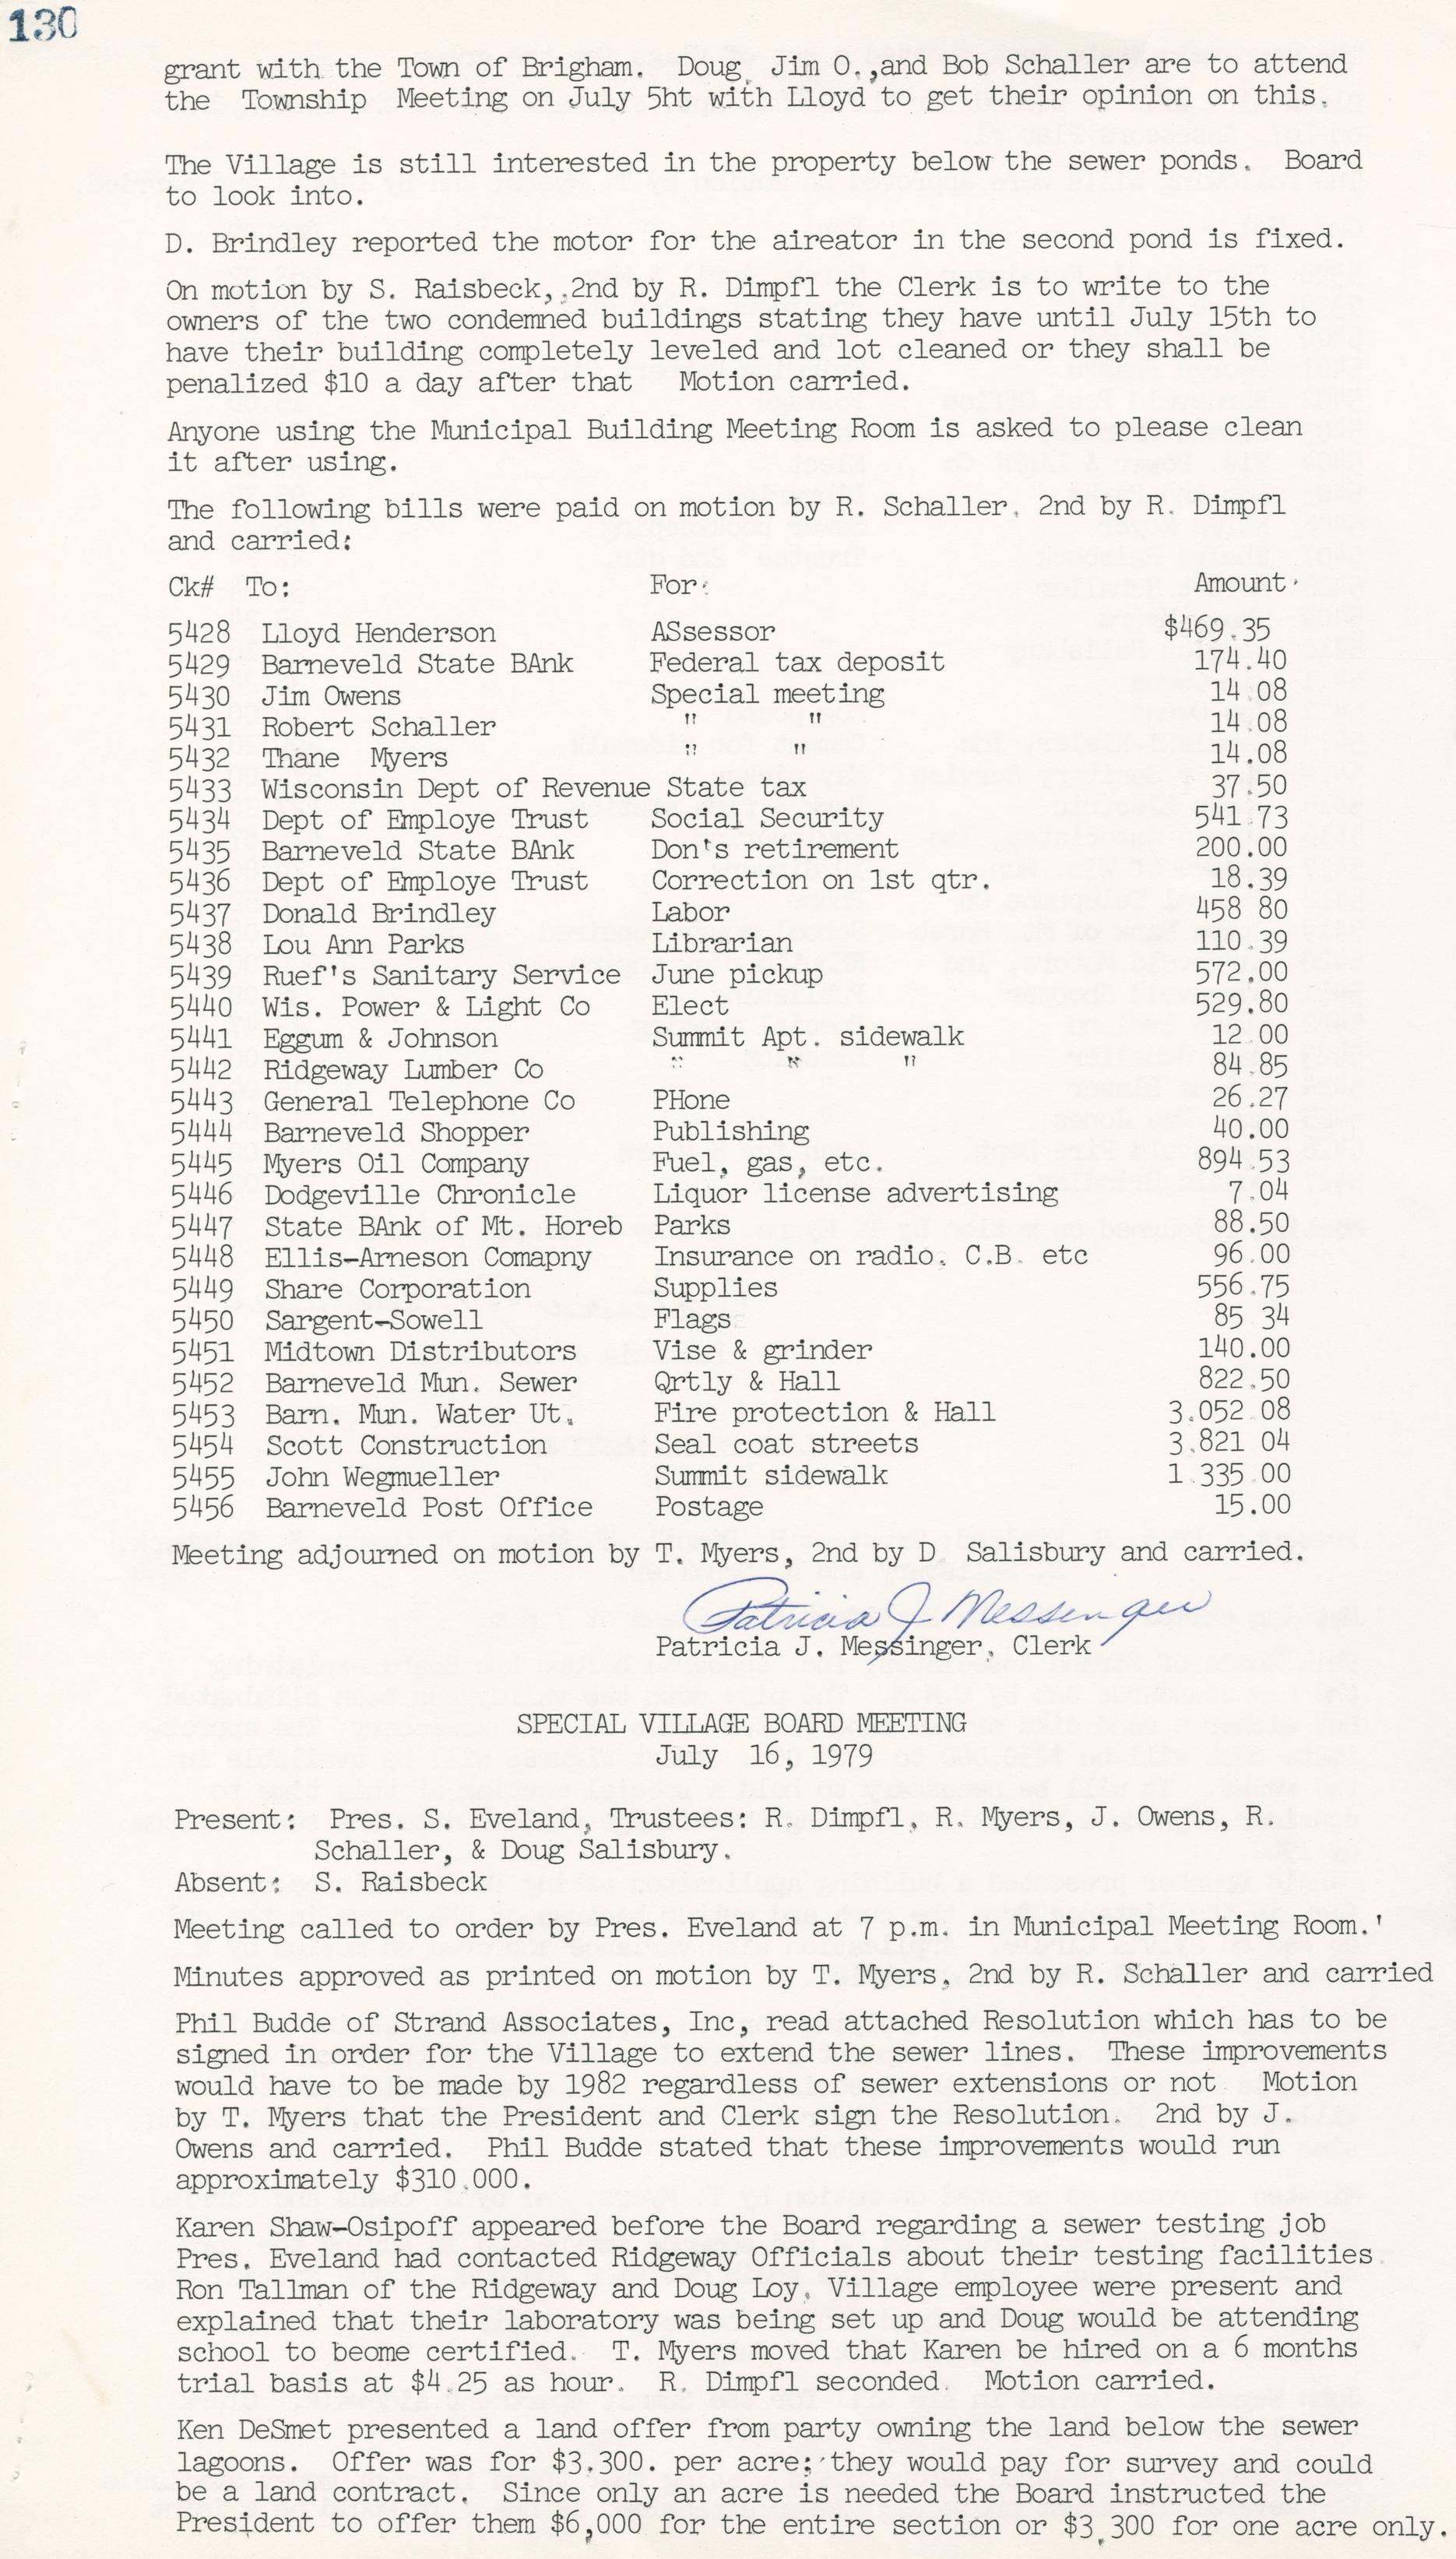 130
grant with the Town of Brigham. Doug, Jim O.,and Bob Schaller are to attend
the Township Meeting on July 5ht with Lloyd to get their opinion on this.
The Village is still interested in the property below the sewer ponds. Board
to look into.
D. Brindley reported the motor for the aireator in the second pond is fixed.
On motion by S. Raisbeck, 2nd by R. Dimpfl the Clerk is to write to the
owners of the two condemned buildings stating they have until July 15th to
have their building completely leveled and lot cleaned or they shall be
penalized $10 a day after that Motion carried.
Anyone using the Municipal Building Meeting Room is asked to please clean
it after using.
The following bills were paid on motion by R. Schaller, 2nd by R. Dimpfl
and carried:
Ck# To: For: Amount
5428 Lloyd Henderson ASsessor $469.35
5429 Barneveld State BAnk Federal tax deposit 174.40
5430 Jim Owens Special meeting 14.08
5431 Robert Schaller " " 14.08
5432 Thane Myers " " 14.08
5433 Wisconsin Dept of Revenue State tax 37.50
5434 Dept of Employe Trust Social Security 541.73
5435 Barneveld State BAnk Don's retirement 200.00
5436 Dept of Employe Trust Correction on 1st qtr. 18.39
5437 Donald Brindley Labor 458 80
5438 Lou Ann Parks Librarian 110.39
5439 Ruef's Sanitary Service June pickup 572.00
5440 Wis. Power & Light Co Elect 529.80
5441 Eggum & Johnson Summit Apt. sidewalk 12.00
5442 Ridgeway Lumber Co " " " 84.85
5443 General Telephone Co PHone 26.27
5444 Barneveld Shopper Publishing 40.00
5445 Myers Oil Company Fuel, gas, etc. 894.53
5446 Dodgeville Chronicle Liquor license advertising 7.04
5447 State BAnk of Mt. Horeb Parks 88.50
5448 Ellis-Arneson Comapny Insurance on radio, C.B. etc 96.00
5449 Share Corporation Supplies 556.75
5450 Sargent-Sowell Flags 85 34
5451 Midtown Distributors Vise & grinder 140.00
5452 Barneveld Mun. Sewer Qrtly & Hall 822.50
5453 Barn. Mun. Water Ut. Fire protection & Hall 3.052 08
5454 Scott Construction Seal coat streets 3,821 04
5455 John Wegmueller Summit sidewalk 1 335.00
5456 Barneveld Post Office Postage 15.00
Meeting adjourned on motion by T. Myers, 2nd by D Salisbury and carried.
Patricia J Messinger
Patricia J. Messinger, Clerk
SPECIAL VILLAGE BOARD MEETING
July 16, 1979
Present: Pres. S. Eveland, Trustees: R. Dimpfl, R. Myers, J. Owens, R.
Schaller, & Doug Salisbury.
Absent: S. Raisbeck
Meeting called to order by Pres. Eveland at 7 p.m. in Municipal Meeting Room.'
Minutes approved as printed on motion by T. Myers, 2nd by R. Schaller and carried
Phil Budde of Strand Associates, Inc, read attached Resolution which has to be
signed in order for the Village to extend the sewer lines. These improvements
would have to be made by 1982 regardless of sewer extensions or not Motion
by T. Myers that the President and Clerk sign the Resolution. 2nd by J.
Owens and carried. Phil Budde stated that these improvements would run
approximately $310.000.
Karen Shaw-Osipoff appeared before the Board regarding a sewer testing job
Pres. Eveland had contacted Ridgeway Officials about their testing facilities.
Ron Tallman of the Ridgeway and Doug Loy, Village employee were present and
explained that their laboratory was being set up and Doug would be attending
school to beome certified. T. Myers moved that Karen be hired on a 6 months
trial basis at $4.25 as hour. R. Dimpfl seconded. Motion carried.
Ken DeSmet presented a land offer from party owning the land below the sewer
lagoons. Offer was for $3.300. per acre; they would pay for survey and could
be a land contract. Since only an acre is needed the Board instructed the
President to offer them $6,000 for the entire section or $3,300 for one acre only.